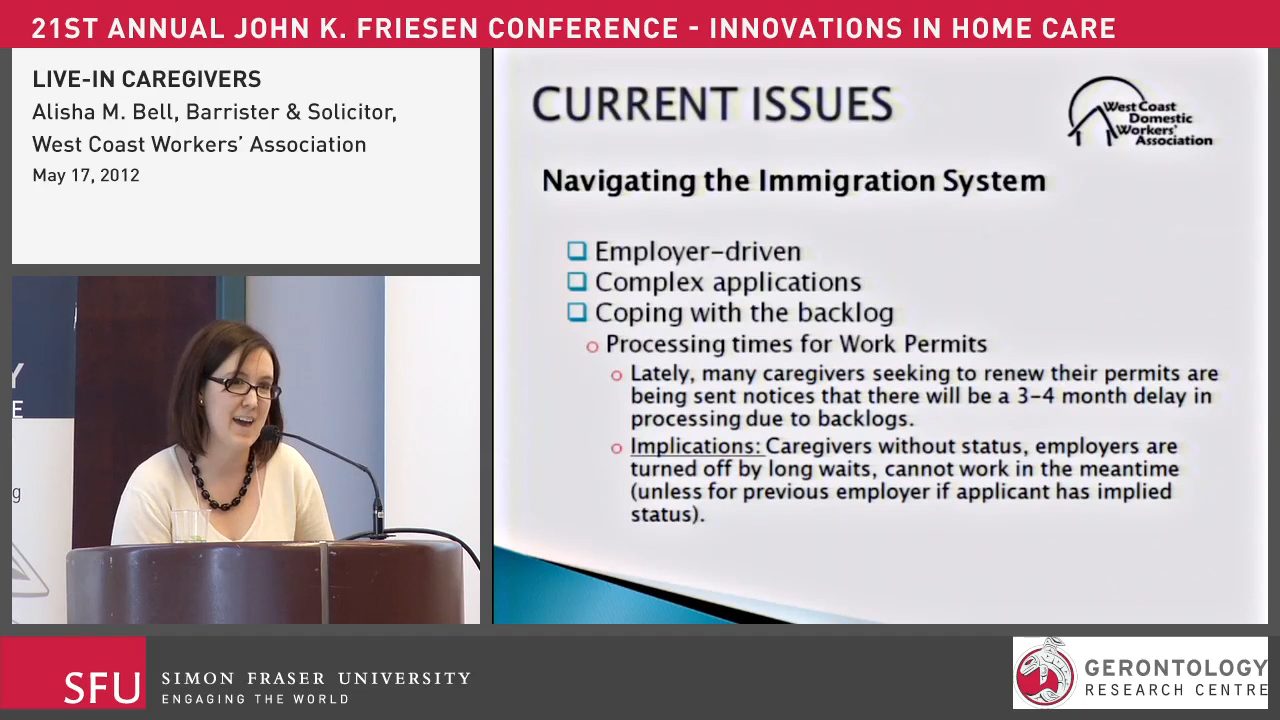 21ST ANNUAL JOHN K. FRIESEN CONFERENCE - INNOVATIONS IN HOME CARE
LIVE-IN CAREGIVERS
Alisha M. Bell, Barrister & Solicitor,
West Coast Workers' Association
May 17, 2012
CURRENT ISSUES
West Coast
Domestic
Workers'
Association
Navigating the Immigration System
Employer-driven
Complex applications
Coping with the backlog
Processing times for Work Permits
Lately, many caregivers seeking to renew their permits are
being sent notices that there will be a 3-4 month delay in
processing due to backlogs.
Implications: Caregivers without status, employers are
turned off by long waits, cannot work in the meantime
(unless for previous employer if applicant has implied
status).
SFU
SIMON FRASER UNIVERSITY
ENGAGING THE WORLD
GERONTOLOGY
RESEARCH CENTRE